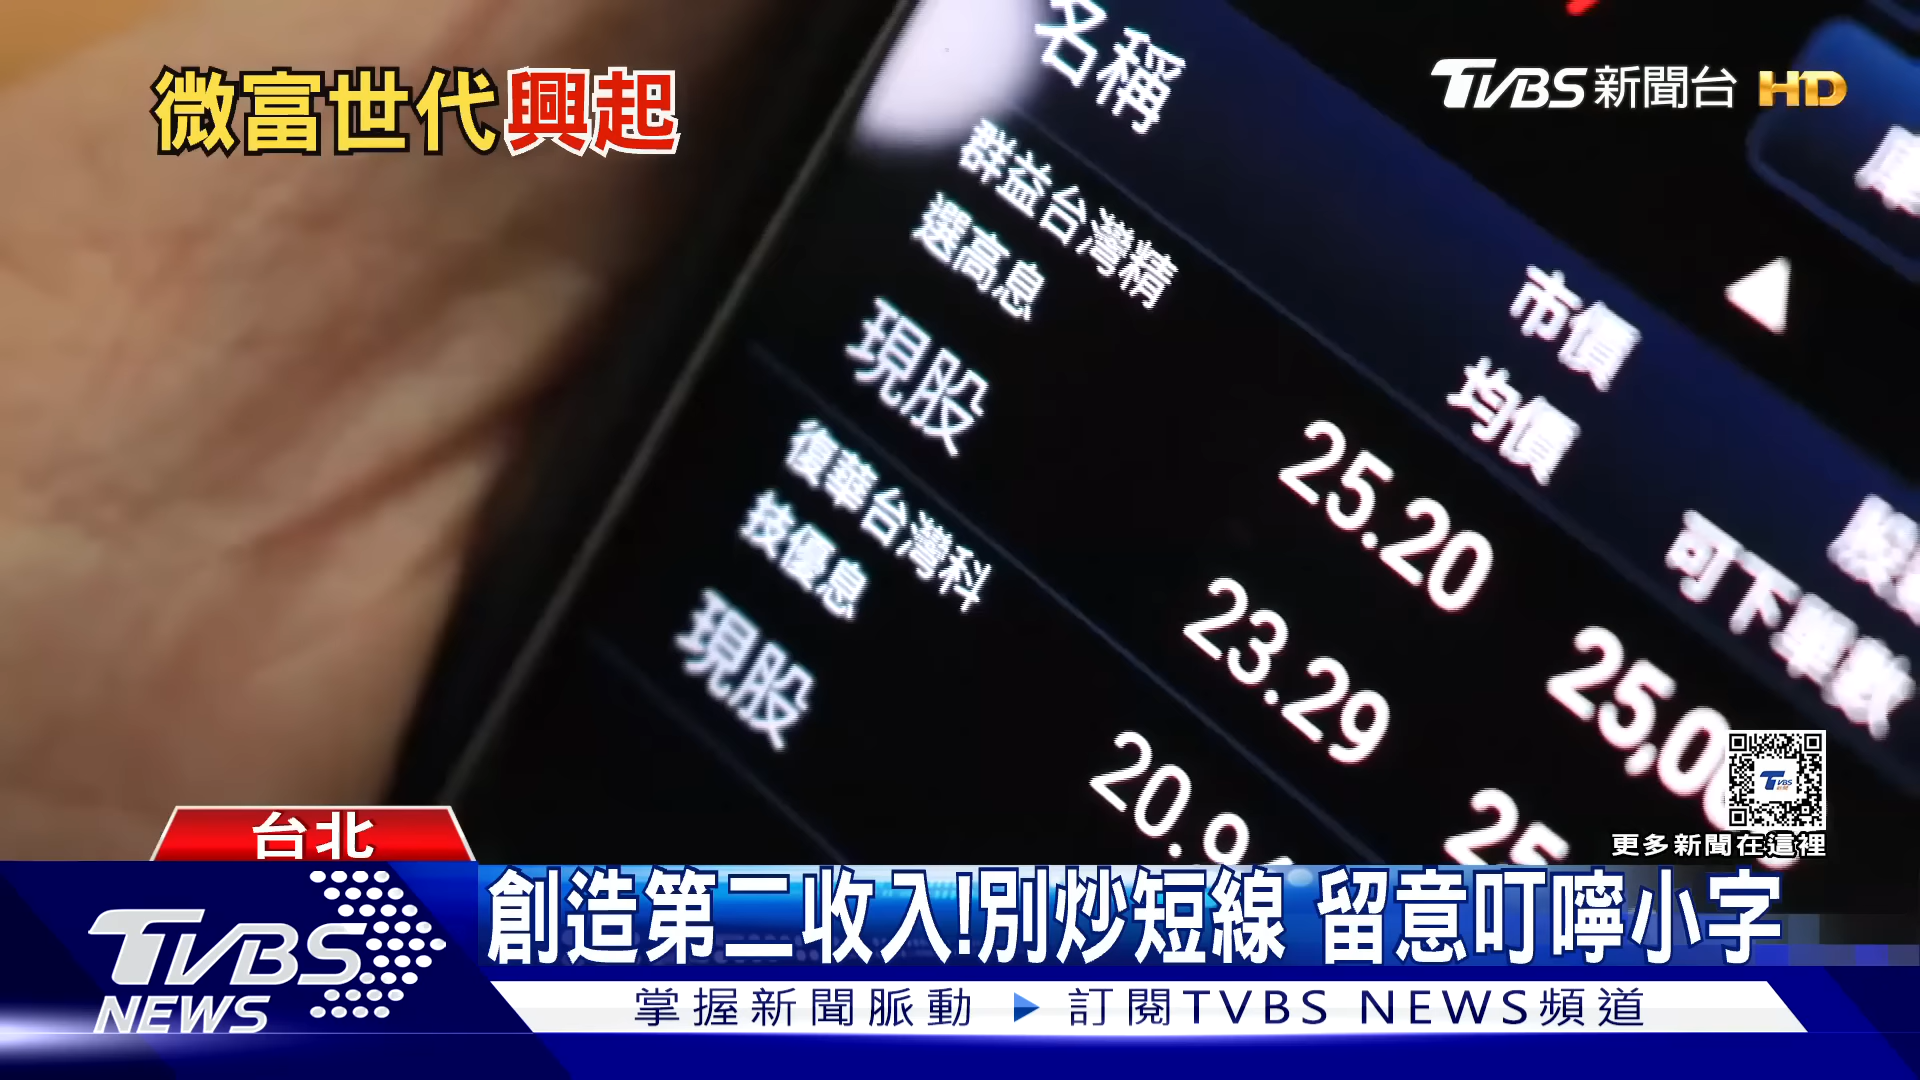 微富世代興起
TVBS新聞台 HD
名稱
市價
均價
可下單數
群益台灣精
選高息
現股
25.20
23.29
復華台灣科
技優息
現股
TVBS
更多新聞在這裡
台北
創造第二收入!別炒短線 留意叮嚀小字
TVBS
NEWS
掌握新聞脈動 ▶ 訂閱TVBS NEWS頻道